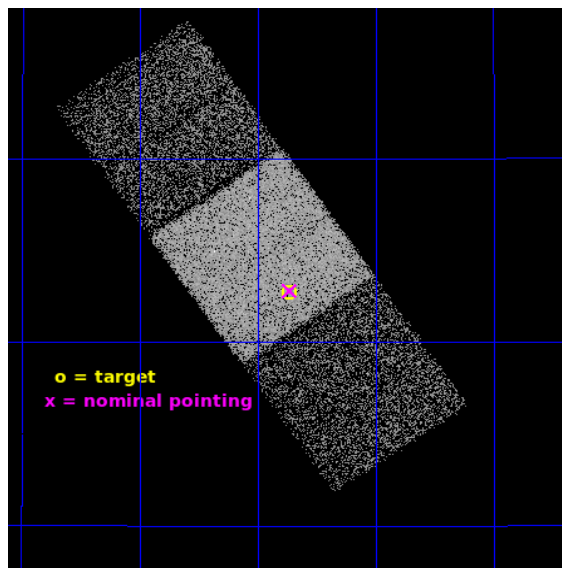 o = target
x = nominal pointing